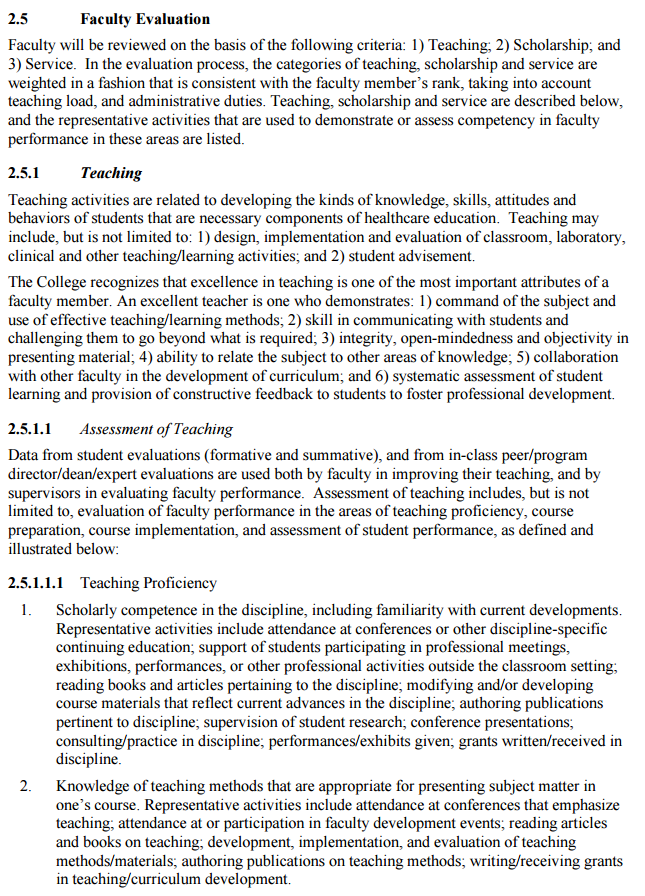 2.5 Faculty Evaluation
Faculty will be reviewed on the basis of the following criteria: 1) Teaching; 2) Scholarship; and
3) Service. In the evaluation process, the categories of teaching, scholarship and service are
weighted in a fashion that is consistent with the faculty member's rank, taking into account
teaching load, and administrative duties. Teaching, scholarship and service are described below,
and the representative activities that are used to demonstrate or assess competency in faculty
performance in these areas are listed.
2.5.1 Teaching
Teaching activities are related to developing the kinds of knowledge, skills, attitudes and
behaviors of students that are necessary components of healthcare education. Teaching may
include, but is not limited to: 1) design, implementation and evaluation of classroom, laboratory,
clinical and other teaching/learning activities; and 2) student advisement.
The College recognizes that excellence in teaching is one of the most important attributes of a
faculty member. An excellent teacher is one who demonstrates: 1) command of the subject and
use of effective teaching/learning methods; 2) skill in communicating with students and
challenging them to go beyond what is required; 3) integrity, open-mindedness and objectivity in
presenting material; 4) ability to relate the subject to other areas of knowledge; 5) collaboration
with other faculty in the development of curriculum; and 6) systematic assessment of student
learning and provision of constructive feedback to students to foster professional development.
2.5.1.1 Assessment of Teaching
Data from student evaluations (formative and summative), and from in-class peer/program
director/dean/expert evaluations are used both by faculty in improving their teaching, and by
supervisors in evaluating faculty performance. Assessment of teaching includes, but is not
limited to, evaluation of faculty performance in the areas of teaching proficiency, course
preparation, course implementation, and assessment of student performance, as defined and
illustrated below:
2.5.1.1.1 Teaching Proficiency
1. Scholarly competence in the discipline, including familiarity with current developments.
Representative activities include attendance at conferences or other discipline-specific
continuing education; support of students participating in professional meetings,
exhibitions, performances, or other professional activities outside the classroom setting;
reading books and articles pertaining to the discipline; modifying and/or developing
course materials that reflect current advances in the discipline; authoring publications
pertinent to discipline; supervision of student research; conference presentations;
consulting/practice in discipline; performances/exhibits given; grants written/received in
discipline.
2. Knowledge of teaching methods that are appropriate for presenting subject matter in
one's course. Representative activities include attendance at conferences that emphasize
teaching; attendance at or participation in faculty development events; reading articles
and books on teaching; development, implementation, and evaluation of teaching
methods/materials; authoring publications on teaching methods; writing/receiving grants
in teaching/curriculum development.